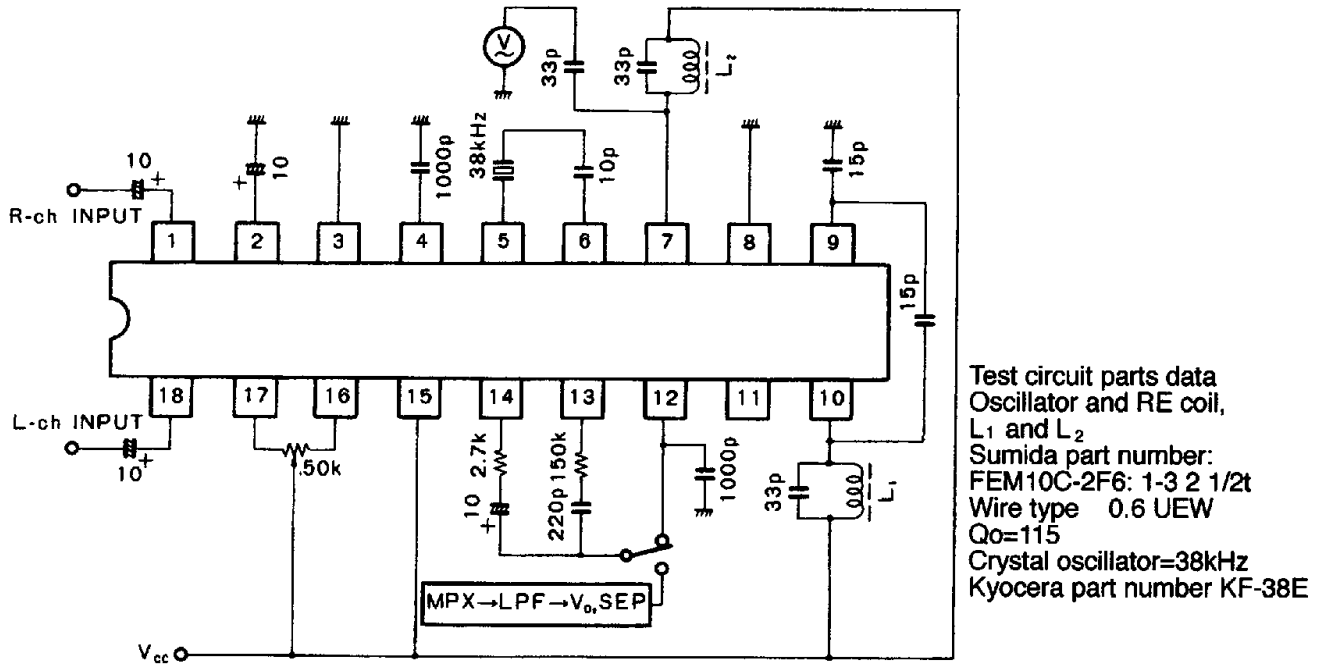 V
33p
33p
L₂
10
+
R-ch INPUT
+
10
1000p
38kHz
10p
15p
1
2
3
4
5
6
7
8
9
15p
18
17
16
15
14
13
12
11
10
L-ch INPUT
10
+
.50k
2.7k
150k
10
+
220p
1000p
33p
L₁
MPX→LPF→V₀,SEP
Vcc
Test circuit parts data
Oscillator and RE coil,
L₁ and L₂
Sumida part number:
FEM10C-2F6: 1-3 2 1/2t
Wire type 0.6 UEW
Qo=115
Crystal oscillator=38kHz
Kyocera part number KF-38E